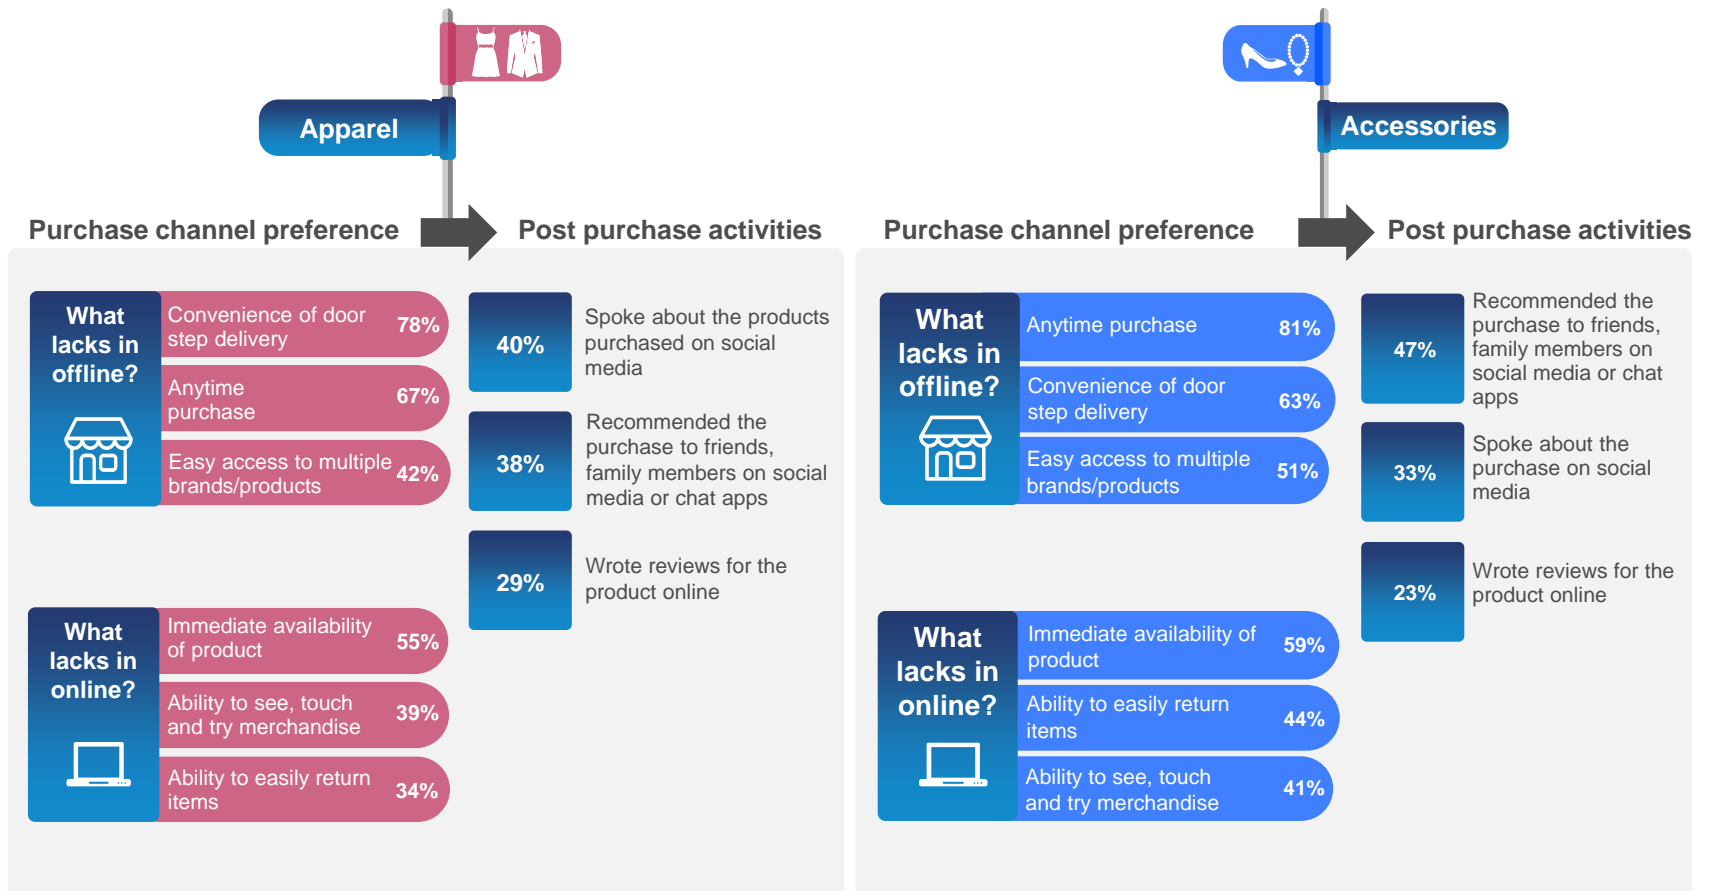 Apparel
Purchase channel preference
Post purchase activities
What
lacks in
offline?
Convenience of door
step delivery
78%
Anytime
purchase
67%
Easy access to multiple
brands/products
42%
What
lacks in
online?
Immediate availability
of product
55%
Ability to see, touch
and try merchandise
39%
Ability to easily return
items
34%
40%
Spoke about the products
purchased on social
media
38%
Recommended the
purchase to friends,
family members on social
media or chat apps
29%
Wrote reviews for the
product online
Accessories
Purchase channel preference
Post purchase activities
What
lacks in
offline?
Anytime purchase
81%
Convenience of door
step delivery
63%
Easy access to multiple
brands/products
51%
What
lacks in
online?
Immediate availability of
product
59%
Ability to easily return
items
44%
Ability to see, touch
and try merchandise
41%
47%
Recommended the
purchase to friends,
family members on
social media or chat
apps
33%
Spoke about the
purchase on social
media
23%
Wrote reviews for the
product online